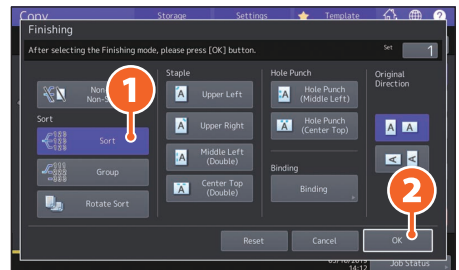 Copy Storage Settings Template
Finishing
After selecting the Finishing mode, please press [OK] button.
Set 1
Non-
Non-S
Sort
Sort
Group
Rotate Sort
Staple
Upper Left
Upper Right
Middle Left
(Double)
Center Top
(Double)
Hole Punch
Hole Punch
(Middle Left)
Hole Punch
(Center Top)
Binding
Binding
Original
Direction
A A
A A
1
2
Reset Cancel OK
14:12 Job Status